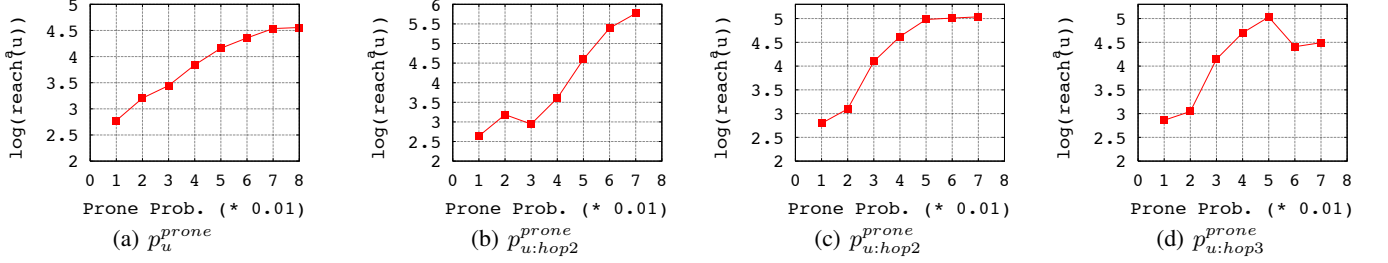 log(reach^a(u))
5
4.5
4
3.5
3
2.5
2
0 1 2 3 4 5 6 7 8
Prone Prob. (* 0.01)
(a) p_u^{prone}
log(reach^a(u))
6
5.5
5
4.5
4
3.5
3
2.5
2
0 1 2 3 4 5 6 7 8
Prone Prob. (* 0.01)
(b) p_{u:hop2}^{prone}
log(reach^a(u))
5
4.5
4
3.5
3
2.5
2
0 1 2 3 4 5 6 7 8
Prone Prob. (* 0.01)
(c) p_{u:hop2}^{prone}
log(reach^a(u))
5
4.5
4
3.5
3
2.5
2
0 1 2 3 4 5 6 7 8
Prone Prob. (* 0.01)
(d) p_{u:hop3}^{prone}